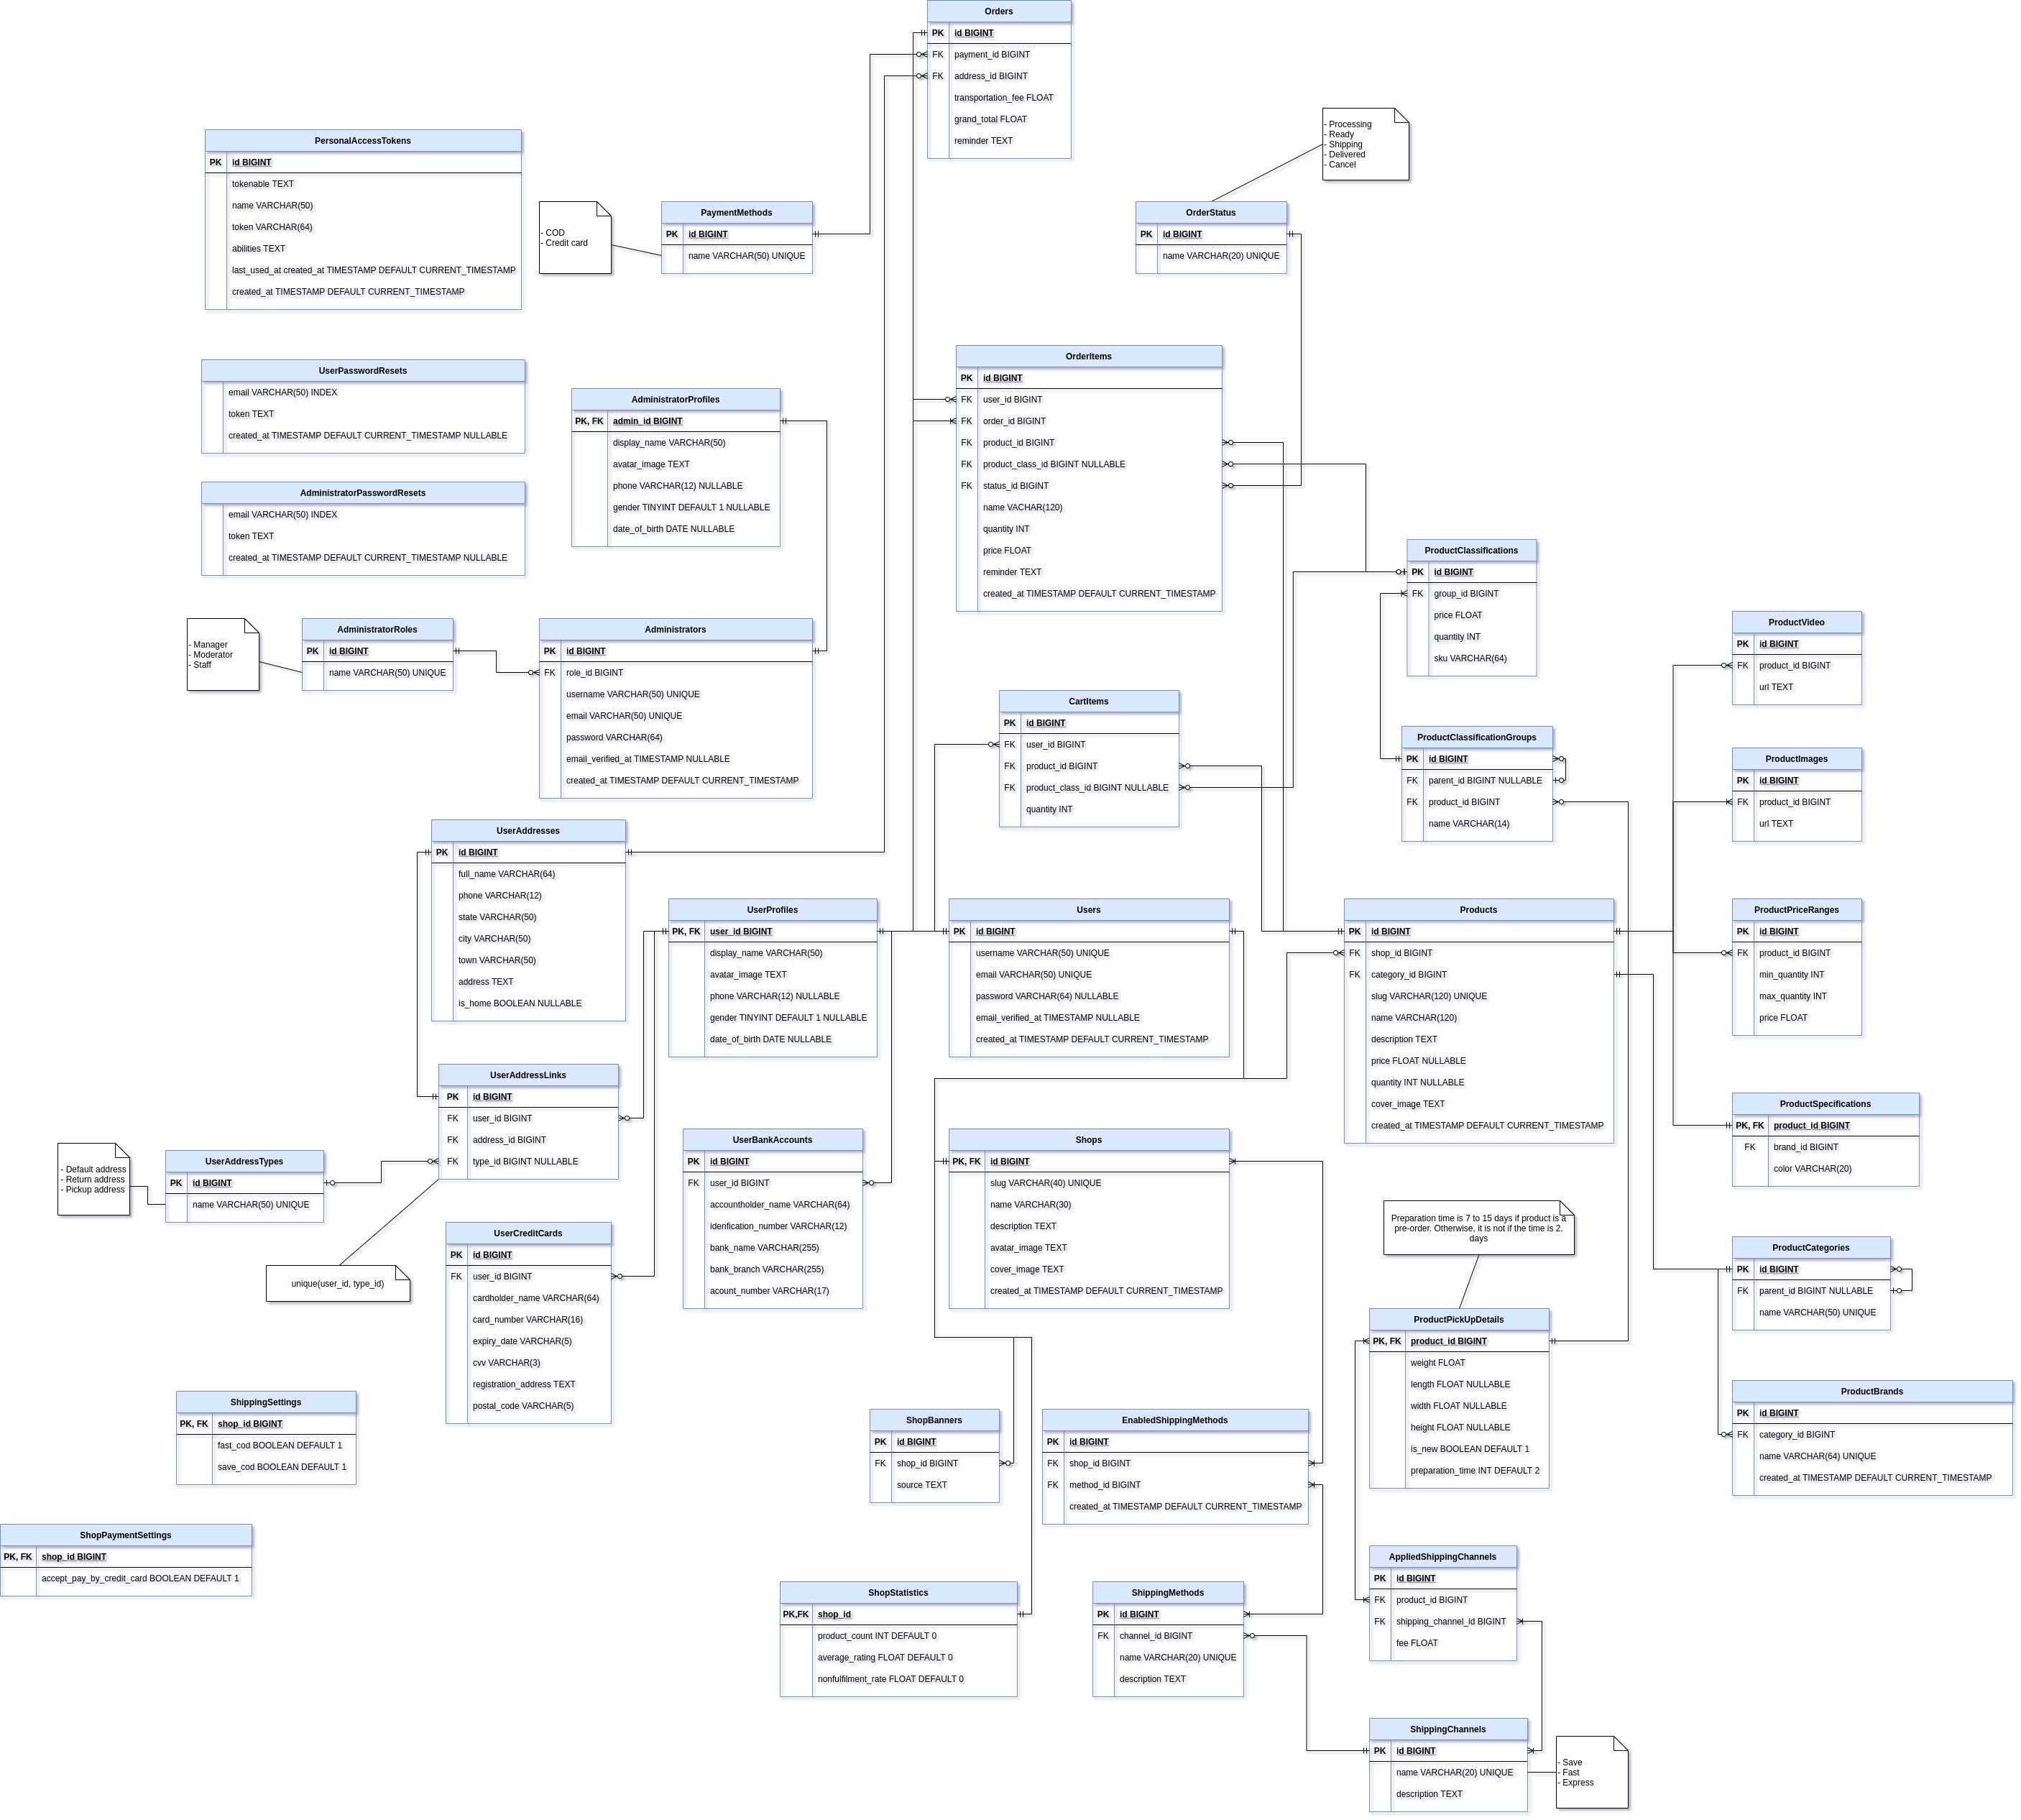 Orders
PK id BIGINT
FK payment_id BIGINT
FK address_id BIGINT
transportation_fee FLOAT
grand_total FLOAT
reminder TEXT
- Processing
- Ready
- Shipping
- Delivered
- Cancel
PersonalAccessTokens
PK id BIGINT
tokenable TEXT
name VARCHAR(50)
token VARCHAR(64)
abilities TEXT
last_used_at created_at TIMESTAMP DEFAULT CURRENT_TIMESTAMP
created_at TIMESTAMP DEFAULT CURRENT_TIMESTAMP
- COD
- Credit card
PaymentMethods
PK id BIGINT
name VARCHAR(50) UNIQUE
OrderStatus
PK id BIGINT
name VARCHAR(20) UNIQUE
UserPasswordResets
email VARCHAR(50) INDEX
token TEXT
created_at TIMESTAMP DEFAULT CURRENT_TIMESTAMP NULLABLE
AdministratorPasswordResets
email VARCHAR(50) INDEX
token TEXT
created_at TIMESTAMP DEFAULT CURRENT_TIMESTAMP NULLABLE
AdministratorProfiles
PK, FK admin_id BIGINT
display_name VARCHAR(50)
avatar_image TEXT
phone VARCHAR(12) NULLABLE
gender TINYINT DEFAULT 1 NULLABLE
date_of_birth DATE NULLABLE
OrderItems
PK id BIGINT
FK user_id BIGINT
FK order_id BIGINT
FK product_id BIGINT
FK product_class_id BIGINT NULLABLE
FK status_id BIGINT
name VACHAR(120)
quantity INT
price FLOAT
reminder TEXT
created_at TIMESTAMP DEFAULT CURRENT_TIMESTAMP
ProductClassifications
PK id BIGINT
FK group_id BIGINT
price FLOAT
quantity INT
sku VARCHAR(64)
- Manager
- Moderator
- Staff
AdministratorRoles
PK id BIGINT
name VARCHAR(50) UNIQUE
Administrators
PK id BIGINT
FK role_id BIGINT
username VARCHAR(50) UNIQUE
email VARCHAR(50) UNIQUE
password VARCHAR(64)
email_verified_at TIMESTAMP NULLABLE
created_at TIMESTAMP DEFAULT CURRENT_TIMESTAMP
ProductVideo
PK id BIGINT
FK product_id BIGINT
url TEXT
CartItems
PK id BIGINT
FK user_id BIGINT
FK product_id BIGINT
FK product_class_id BIGINT NULLABLE
quantity INT
ProductClassificationGroups
PK id BIGINT
FK parent_id BIGINT NULLABLE
FK product_id BIGINT
name VARCHAR(14)
ProductImages
PK id BIGINT
FK product_id BIGINT
url TEXT
UserAddresses
PK id BIGINT
full_name VARCHAR(64)
phone VARCHAR(12)
state VARCHAR(50)
city VARCHAR(50)
town VARCHAR(50)
address TEXT
is_home BOOLEAN NULLABLE
UserProfiles
PK, FK user_id BIGINT
display_name VARCHAR(50)
avatar_image TEXT
phone VARCHAR(12) NULLABLE
gender TINYINT DEFAULT 1 NULLABLE
date_of_birth DATE NULLABLE
Users
PK id BIGINT
username VARCHAR(50) UNIQUE
email VARCHAR(50) UNIQUE
password VARCHAR(64) NULLABLE
email_verified_at TIMESTAMP NULLABLE
created_at TIMESTAMP DEFAULT CURRENT_TIMESTAMP
Products
PK id BIGINT
FK shop_id BIGINT
FK category_id BIGINT
slug VARCHAR(120) UNIQUE
name VARCHAR(120)
description TEXT
price FLOAT NULLABLE
quantity INT NULLABLE
cover_image TEXT
created_at TIMESTAMP DEFAULT CURRENT_TIMESTAMP
ProductPriceRanges
PK id BIGINT
FK product_id BIGINT
min_quantity INT
max_quantity INT
price FLOAT
UserAddressLinks
PK id BIGINT
FK user_id BIGINT
FK address_id BIGINT
FK type_id BIGINT NULLABLE
ProductSpecifications
PK, FK product_id BIGINT
FK brand_id BIGINT
color VARCHAR(20)
- Default address
- Return address
- Pickup address
UserAddressTypes
PK id BIGINT
name VARCHAR(50) UNIQUE
UserBankAccounts
PK id BIGINT
FK user_id BIGINT
accountholder_name VARCHAR(64)
idenfication_number VARCHAR(12)
bank_name VARCHAR(255)
bank_branch VARCHAR(255)
acount_number VARCHAR(17)
Shops
PK, FK id BIGINT
slug VARCHAR(40) UNIQUE
name VARCHAR(30)
description TEXT
avatar_image TEXT
cover_image TEXT
created_at TIMESTAMP DEFAULT CURRENT_TIMESTAMP
unique(user_id, type_id)
UserCreditCards
PK id BIGINT
FK user_id BIGINT
cardholder_name VARCHAR(64)
card_number VARCHAR(16)
expiry_date VARCHAR(5)
cvv VARCHAR(3)
registration_address TEXT
postal_code VARCHAR(5)
Preparation time is 7 to 15 days if product is a
pre-order. Otherwise, it is not if the time is 2.
days
ProductCategories
PK id BIGINT
FK parent_id BIGINT NULLABLE
name VARCHAR(50) UNIQUE
ProductPickUpDetails
PK, FK product_id BIGINT
weight FLOAT
length FLOAT NULLABLE
width FLOAT NULLABLE
height FLOAT NULLABLE
is_new BOOLEAN DEFAULT 1
preparation_time INT DEFAULT 2
ProductBrands
PK id BIGINT
FK category_id BIGINT
name VARCHAR(64) UNIQUE
created_at TIMESTAMP DEFAULT CURRENT_TIMESTAMP
ShippingSettings
PK, FK shop_id BIGINT
fast_cod BOOLEAN DEFAULT 1
save_cod BOOLEAN DEFAULT 1
ShopBanners
PK id BIGINT
FK shop_id BIGINT
source TEXT
EnabledShippingMethods
PK id BIGINT
FK shop_id BIGINT
FK method_id BIGINT
created_at TIMESTAMP DEFAULT CURRENT_TIMESTAMP
ShopPaymentSettings
PK, FK shop_id BIGINT
accept_pay_by_credit_card BOOLEAN DEFAULT 1
AppliedShippingChannels
PK id BIGINT
FK product_id BIGINT
FK shipping_channel_id BIGINT
fee FLOAT
ShopStatistics
PK,FK shop_id
product_count INT DEFAULT 0
average_rating FLOAT DEFAULT 0
nonfulfilment_rate FLOAT DEFAULT 0
ShippingMethods
PK id BIGINT
FK channel_id BIGINT
name VARCHAR(20) UNIQUE
description TEXT
ShippingChannels
PK id BIGINT
name VARCHAR(20) UNIQUE
description TEXT
- Save
- Fast
- Express